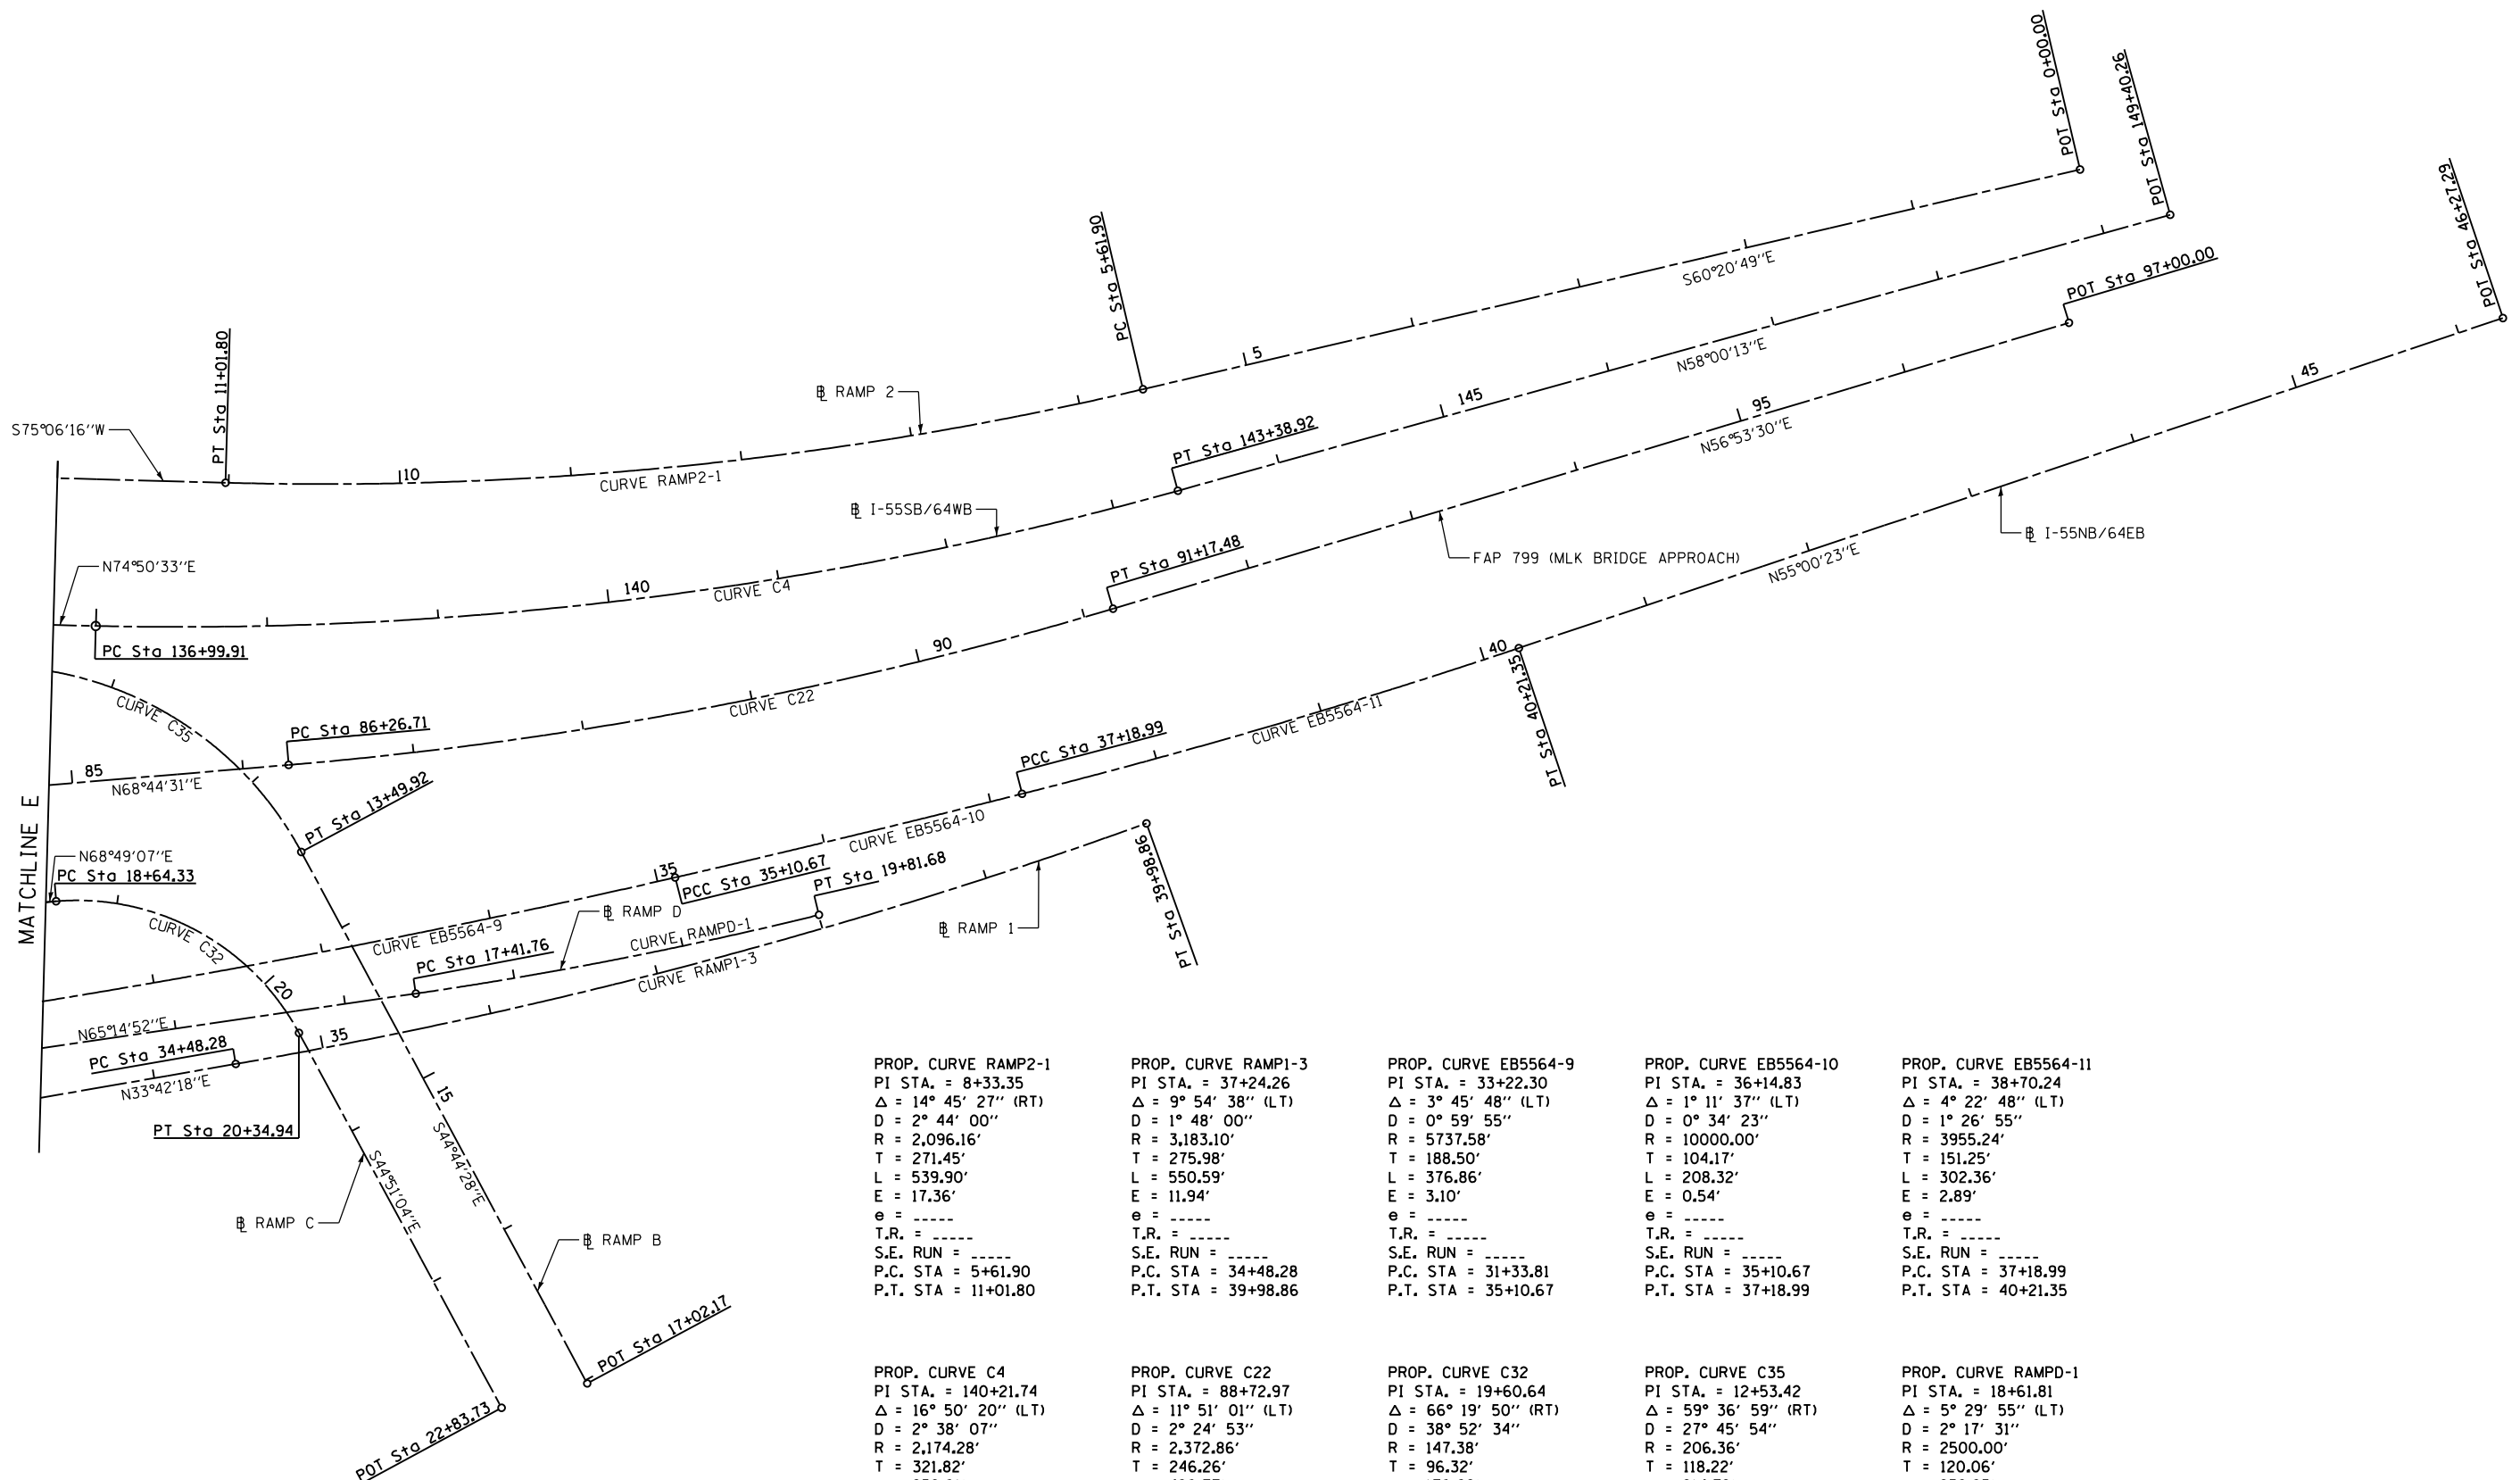 POT Sta 0+00.00
POT Sta 149+40.26
POT Sta 46+27.29
POT Sta 97+00.00
PC Sta 5+61.90
S60°20'49''E
N58°00'13''E
5
PT Sta 11+01.80
℄ RAMP 2
S75°06'16''W
10
CURVE RAMP2-1
PT Sta 143+38.92
145
95
N56°53'30''E
45
℄ I-55SB/64WB
FAP 799 (MLK BRIDGE APPROACH)
℄ I-55NB/64EB
N55°00'23''E
N74°50'33''E
140
CURVE C4
PT Sta 91+17.48
PC Sta 136+99.91
90
40
CURVE C35
CURVE C22
PC Sta 86+26.71
PCC Sta 37+18.99
CURVE EB5564-11
PT Sta 40+21.35
85
N68°44'31''E
PT Sta 13+49.92
MATCHLINE E
N68°49'07''E
PC Sta 18+64.33
35
PCC Sta 35+10.67
CURVE EB5564-10
PT Sta 19+81.68
PT Sta 39+98.86
CURVE C32
CURVE EB5564-9
℄ RAMP D
CURVE RAMPD-1
℄ RAMP 1
PC Sta 17+41.76
CURVE RAMP1-3
20
N65°14'52''E
PC Sta 34+48.28
35
N33°42'18''E
PT Sta 20+34.94
15
S44°44'28''E
S44°51'04''E
℄ RAMP C
℄ RAMP B
POT Sta 17+02.17
POT Sta 22+83.73
PROP. CURVE RAMP2-1
PI STA. = 8+33.35
Δ = 14° 45' 27'' (RT)
D = 2° 44' 00''
R = 2,096.16'
T = 271.45'
L = 539.90'
E = 17.36'
e = _____
T.R. = _____
S.E. RUN = _____
P.C. STA = 5+61.90
P.T. STA = 11+01.80
PROP. CURVE RAMP1-3
PI STA. = 37+24.26
Δ = 9° 54' 38'' (LT)
D = 1° 48' 00''
R = 3,183.10'
T = 275.98'
L = 550.59'
E = 11.94'
e = _____
T.R. = _____
S.E. RUN = _____
P.C. STA = 34+48.28
P.T. STA = 39+98.86
PROP. CURVE EB5564-9
PI STA. = 33+22.30
Δ = 3° 45' 48'' (LT)
D = 0° 59' 55''
R = 5737.58'
T = 188.50'
L = 376.86'
E = 3.10'
e = _____
T.R. = _____
S.E. RUN = _____
P.C. STA = 31+33.81
P.T. STA = 35+10.67
PROP. CURVE EB5564-10
PI STA. = 36+14.83
Δ = 1° 11' 37'' (LT)
D = 0° 34' 23''
R = 10000.00'
T = 104.17'
L = 208.32'
E = 0.54'
e = _____
T.R. = _____
S.E. RUN = _____
P.C. STA = 35+10.67
P.T. STA = 37+18.99
PROP. CURVE EB5564-11
PI STA. = 38+70.24
Δ = 4° 22' 48'' (LT)
D = 1° 26' 55''
R = 3955.24'
T = 151.25'
L = 302.36'
E = 2.89'
e = _____
T.R. = _____
S.E. RUN = _____
P.C. STA = 37+18.99
P.T. STA = 40+21.35
PROP. CURVE C4
PI STA. = 140+21.74
Δ = 16° 50' 20'' (LT)
D = 2° 38' 07''
R = 2,174.28'
T = 321.82'
PROP. CURVE C22
PI STA. = 88+72.97
Δ = 11° 51' 01'' (LT)
D = 2° 24' 53''
R = 2,372.86'
T = 246.26'
PROP. CURVE C32
PI STA. = 19+60.64
Δ = 66° 19' 50'' (RT)
D = 38° 52' 34''
R = 147.38'
T = 96.32'
PROP. CURVE C35
PI STA. = 12+53.42
Δ = 59° 36' 59'' (RT)
D = 27° 45' 54''
R = 206.36'
T = 118.22'
PROP. CURVE RAMPD-1
PI STA. = 18+61.81
Δ = 5° 29' 55'' (LT)
D = 2° 17' 31''
R = 2500.00'
T = 120.06'